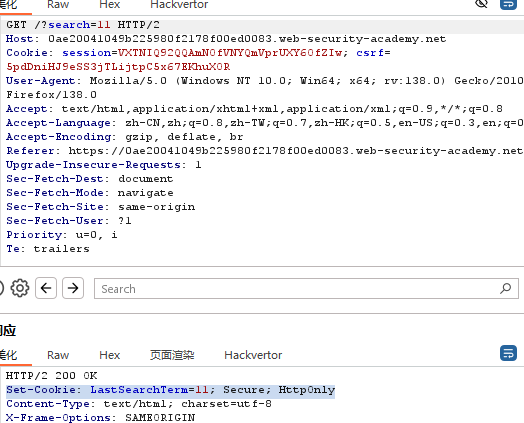 美化 Raw Hex Hackvertor
GET /?search=11 HTTP/2
Host: 0ae20041049b225980f2178f00ed0083.web-security-academy.net
Cookie: session=VXTNIQ9ZQQAmN0fVNYQmVprUXY60fZIw; csrf=
5pdDniHJ9eSS3jTLijtpC5x67EKhuX0R
User-Agent: Mozilla/5.0 (Windows NT 10.0; Win64; x64; rv:138.0) Gecko/2010
Firefox/138.0
Accept: text/html,application/xhtml+xml,application/xml;q=0.9,*/*;q=0.8
Accept-Language: zh-CN,zh;q=0.8,zh-TW;q=0.7,zh-HK;q=0.5,en-US;q=0.3,en;q=0
Accept-Encoding: gzip, deflate, br
Referer: https://0ae20041049b225980f2178f00ed0083.web-security-academy.net
Upgrade-Insecure-Requests: 1
Sec-Fetch-Dest: document
Sec-Fetch-Mode: navigate
Sec-Fetch-Site: same-origin
Sec-Fetch-User: ?1
Priority: u=0, i
Te: trailers
Search
响应
美化 Raw Hex 页面渲染 Hackvertor
HTTP/2 200 OK
Set-Cookie: LastSearchTerm=11; Secure; HttpOnly
Content-Type: text/html; charset=utf-8
X-Frame-Options: SAMEORIGIN